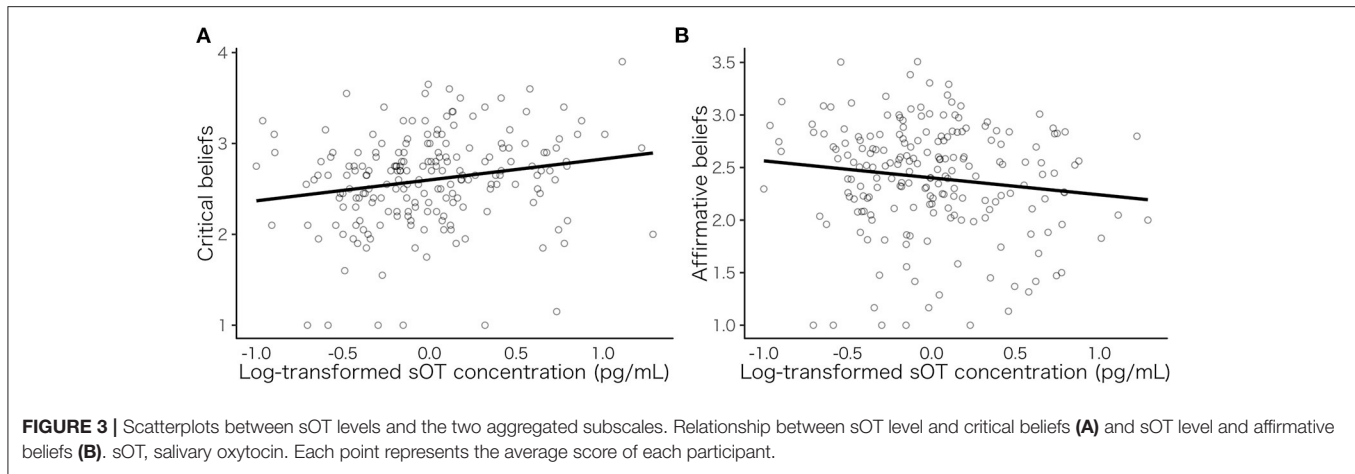 A
B
4
3
2
1
Critical beliefs
-1.0 -0.5 0.0 0.5 1.0
Log-transformed sOT concentration (pg/mL)
3.5
3.0
2.5
2.0
1.5
1.0
Affirmative beliefs
-1.0 -0.5 0.0 0.5 1.0
Log-transformed sOT concentration (pg/mL)
FIGURE 3 | Scatterplots between sOT levels and the two aggregated subscales. Relationship between sOT level and critical beliefs (A) and sOT level and affirmative
beliefs (B). sOT, salivary oxytocin. Each point represents the average score of each participant.